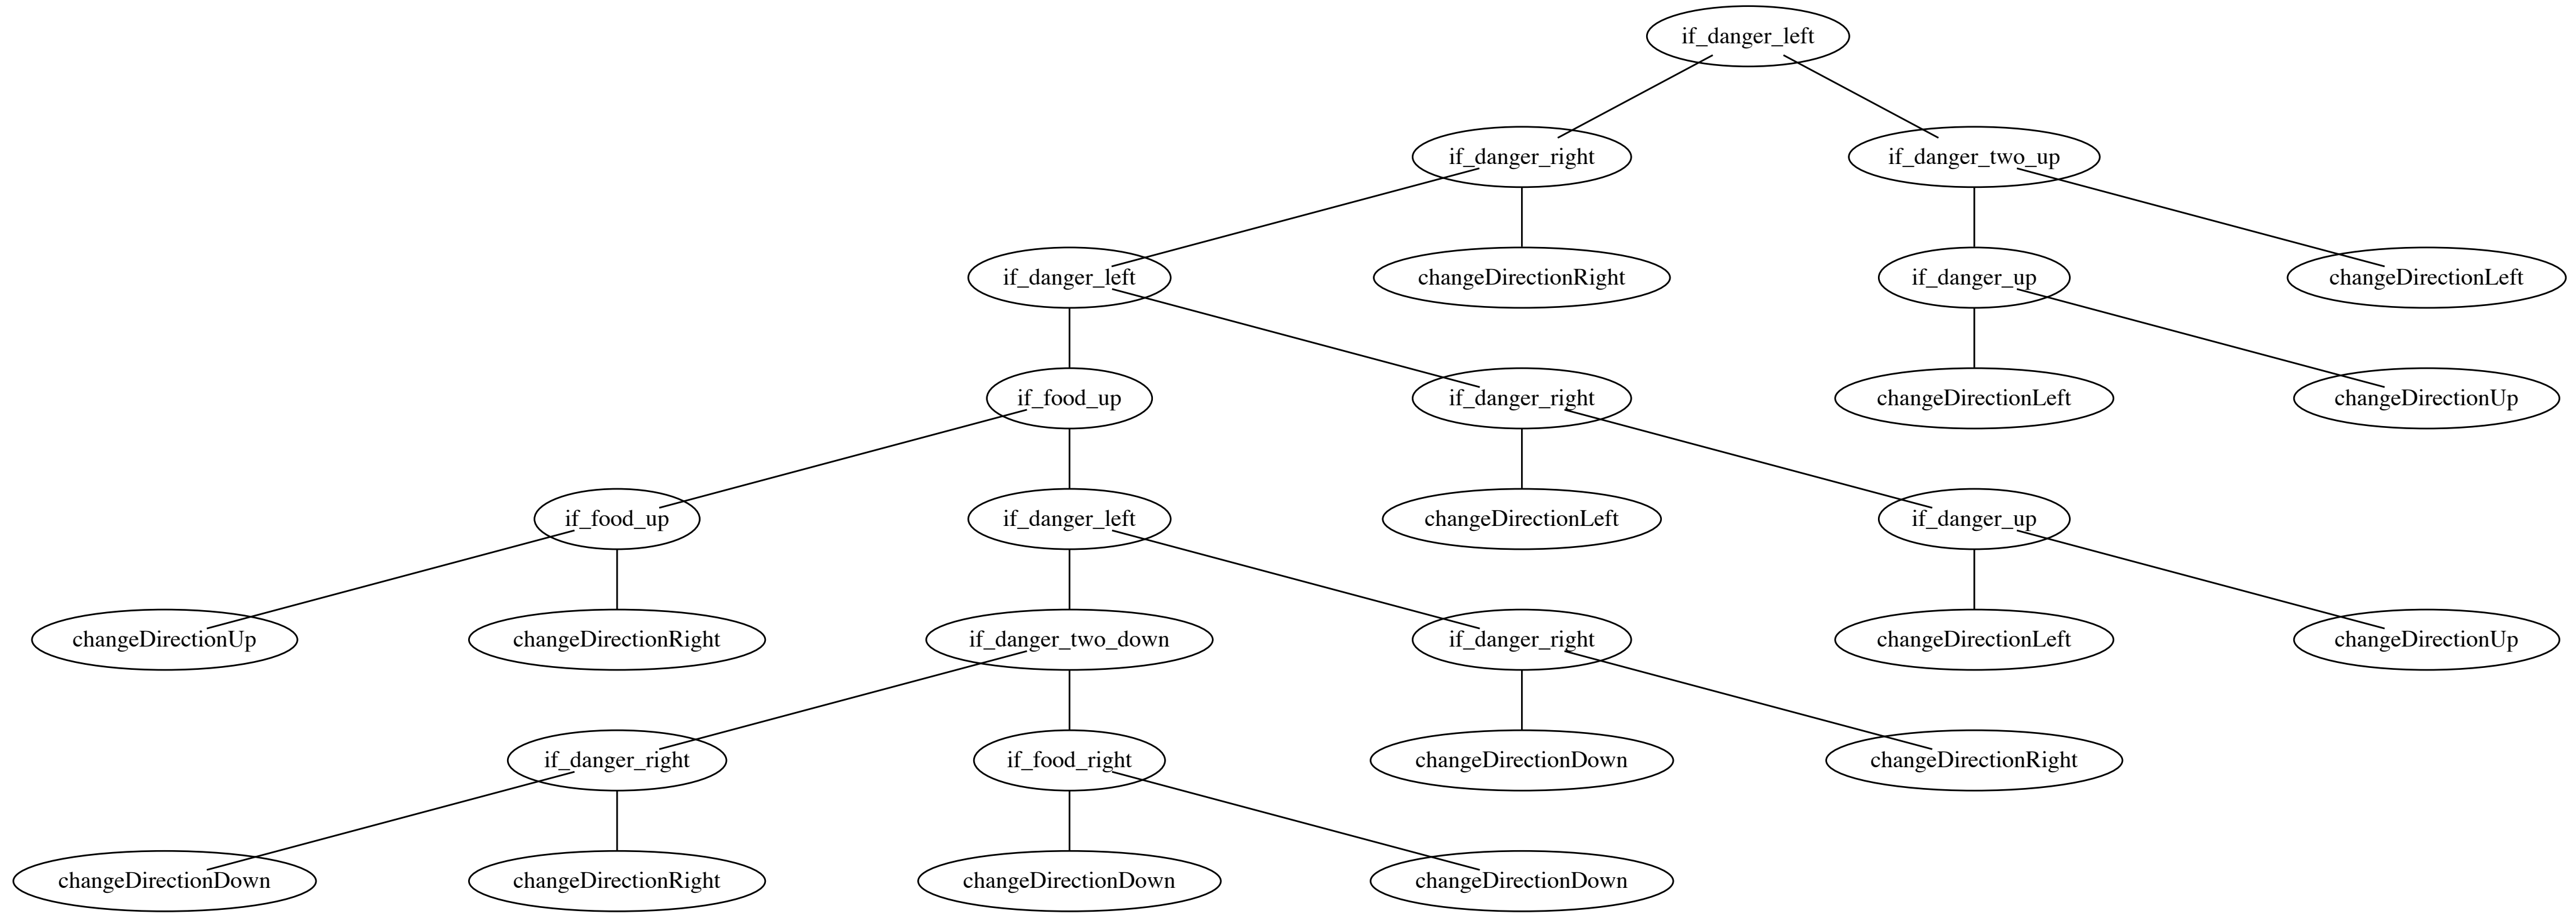 if_danger_left
if_danger_right
if_danger_two_up
if_danger_left
changeDirectionRight
if_danger_up
changeDirectionLeft
if_food_up
if_danger_right
changeDirectionLeft
changeDirectionUp
if_food_up
if_danger_left
changeDirectionLeft
if_danger_up
changeDirectionUp
changeDirectionRight
if_danger_two_down
if_danger_right
changeDirectionLeft
changeDirectionUp
if_danger_right
if_food_right
changeDirectionDown
changeDirectionRight
changeDirectionDown
changeDirectionRight
changeDirectionDown
changeDirectionDown